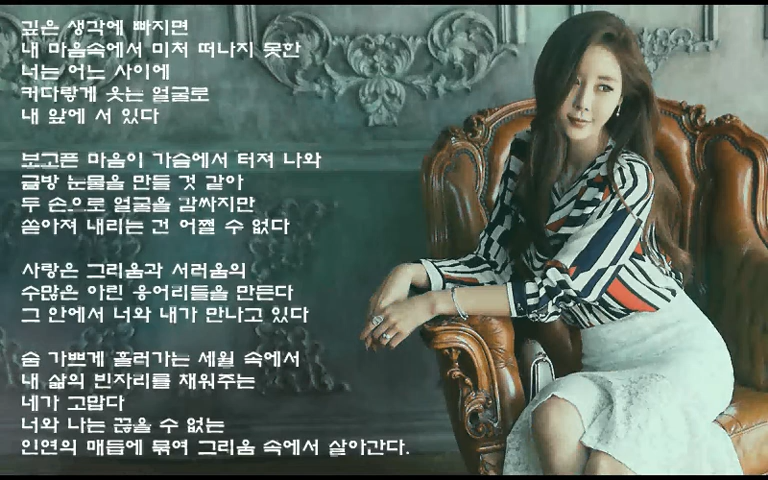 깊은 생각에 빠지면
내 마음속에서 미처 떠나지 못한
너는 어느 사이에
커다랗게 웃는 얼굴로
내 앞에 서 있다
보고픈 마음이 가슴에서 터져 나와
금방 눈물을 만들 것 같아
두 손으로 얼굴을 감싸지만
쏟아져 내리는 건 어쩔 수 없다
사랑은 그리움과 서러움의
수많은 아린 응어리들을 만든다
그 안에서 너와 내가 만나고 있다
숨 가쁘게 흘러가는 세월 속에서
내 삶의 빈자리를 채워주는
네가 고맙다
너와 나는 끊을 수 없는
인연의 매듭에 묶여 그리움 속에서 살아간다.